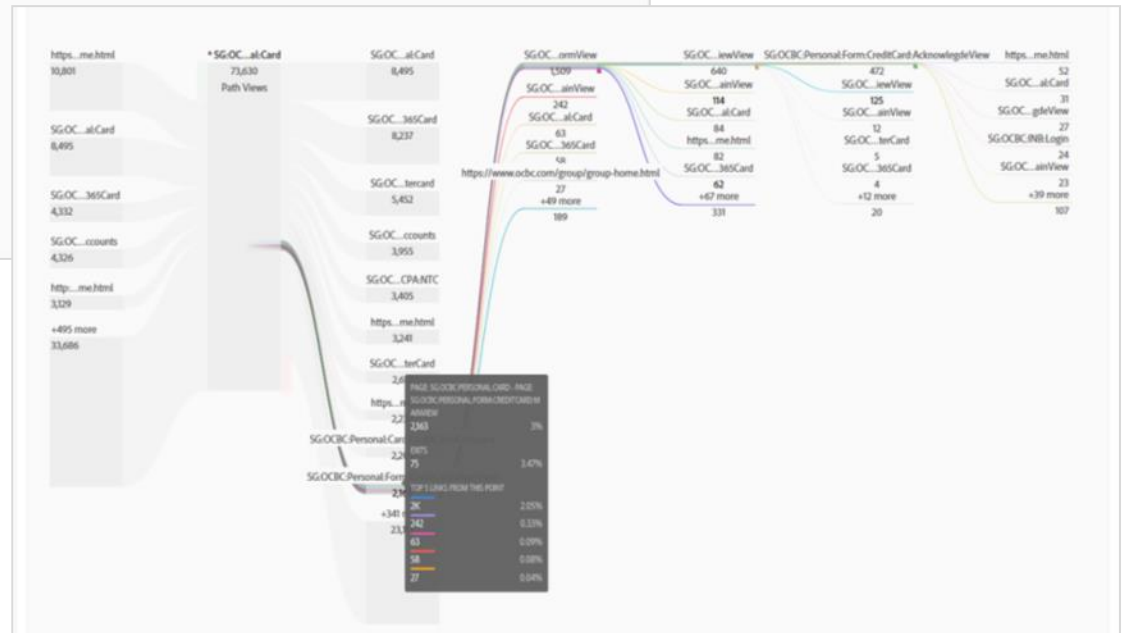 https...me.html
10,801
SG:OC...al:Card
8,495
SG:OC...365Card
4,332
SG:OC...ccounts
4,326
http:...me.html
3,129
+495 more
33,686
* SG:OC...al:Card
73,630
Path Views
SG:OC...al:Card
8,495
SG:OC...365Card
8,237
SG:OC...tercard
5,452
SG:OC...ccounts
3,955
SG:OC...CPA:NTC
3,405
https...me.html
3,241
SG:OC...terCard
https...
SG:OCBC:Personal:Car
SG:OCBC:Personal:Form
+341
PAGE: SG:OCBC:PERSONAL:CARD - PAGE:
SG:OCBC:PERSONAL:FORM:CREDITCARD:M
AINVIEW
2,163 3%
EXITS
75 3.47%
TOP 5 LINKS FROM THIS POINT
2K 2.05%
242 0.33%
63 0.09%
58 0.08%
27 0.04%
SG:OC...ormView
1,509
SG:OC...ainView
242
SG:OC...al:Card
63
SG:OC...365Card
58
https://www.ocbc.com/group/group-home.html
27
+49 more
189
SG:OC...iewView
640
SG:OC...ainView
114
SG:OC...al:Card
84
https...me.html
82
SG:OC...365Card
62
+67 more
331
SG:OCBC:Personal:Form:CreditCard:AcknowlegdeView
472
SG:OC...iewView
125
SG:OC...ainView
12
SG:OC...terCard
5
SG:OC...365Card
4
+12 more
20
https...me.html
52
SG:OC...al:Card
31
SG:OC...gdeView
27
SG:OCBC:INB:Login
24
SG:OC...ainView
23
+39 more
107